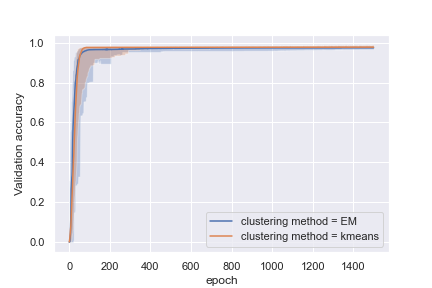 1.0
0.8
0.6
0.4
0.2
0.0
Validation accuracy
clustering method = EM
clustering method = kmeans
0 200 400 600 800 1000 1200 1400
epoch